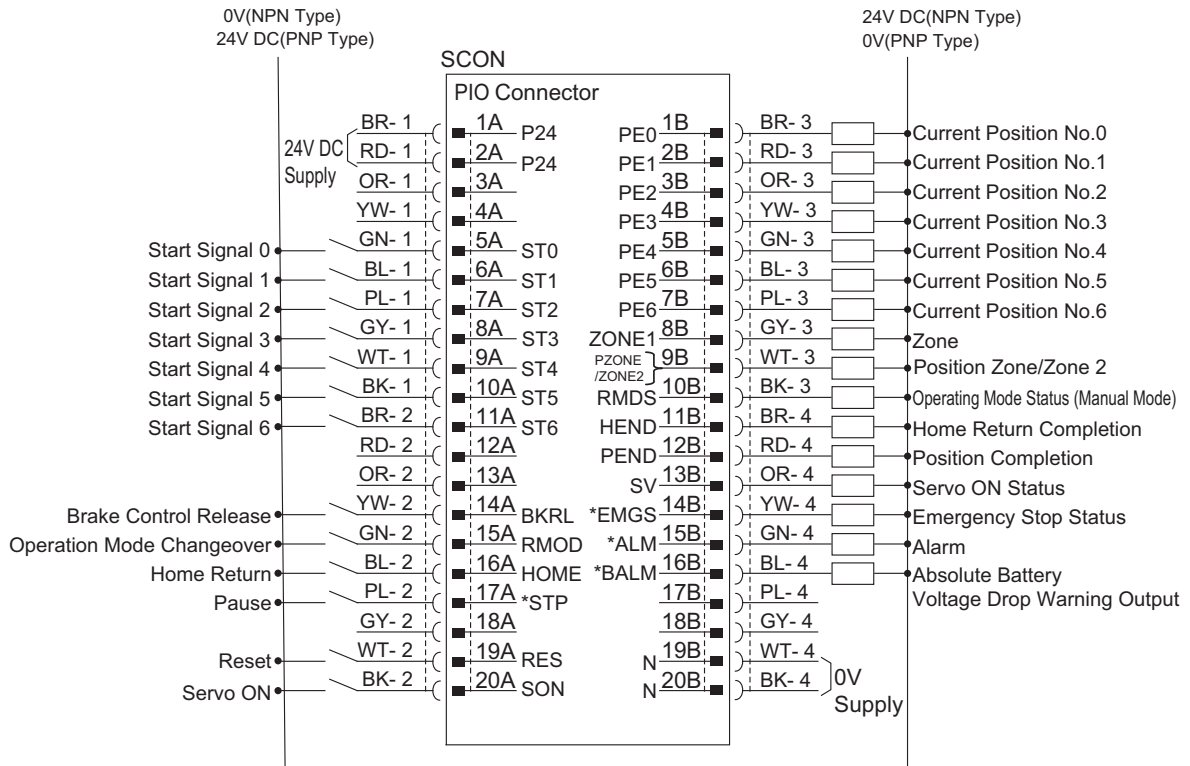 0V(NPN Type)
24V DC(PNP Type)
24V DC(NPN Type)
0V(PNP Type)
SCON
PIO Connector
24V DC
Supply
BR- 1 1A P24
RD- 1 2A P24
OR- 1 3A
YW- 1 4A
Start Signal 0 GN- 1 5A ST0
Start Signal 1 BL- 1 6A ST1
Start Signal 2 PL- 1 7A ST2
Start Signal 3 GY- 1 8A ST3
Start Signal 4 WT- 1 9A ST4
Start Signal 5 BK- 1 10A ST5
Start Signal 6 BR- 2 11A ST6
RD- 2 12A
OR- 2 13A
Brake Control Release YW- 2 14A BKRL
Operation Mode Changeover GN- 2 15A RMOD
Home Return BL- 2 16A HOME
Pause PL- 2 17A *STP
GY- 2 18A
Reset WT- 2 19A RES
Servo ON BK- 2 20A SON
PE0 1B BR- 3 Current Position No.0
PE1 2B RD- 3 Current Position No.1
PE2 3B OR- 3 Current Position No.2
PE3 4B YW- 3 Current Position No.3
PE4 5B GN- 3 Current Position No.4
PE5 6B BL- 3 Current Position No.5
PE6 7B PL- 3 Current Position No.6
ZONE1 8B GY- 3 Zone
PZONE
/ZONE2 9B WT- 3 Position Zone/Zone 2
RMDS 10B BK- 3 Operating Mode Status (Manual Mode)
HEND 11B BR- 4 Home Return Completion
PEND 12B RD- 4 Position Completion
SV 13B OR- 4 Servo ON Status
*EMGS 14B YW- 4 Emergency Stop Status
*ALM 15B GN- 4 Alarm
*BALM 16B BL- 4 Absolute Battery
Voltage Drop Warning Output
17B PL- 4
18B GY- 4
N 19B WT- 4
N 20B BK- 4
0V
Supply